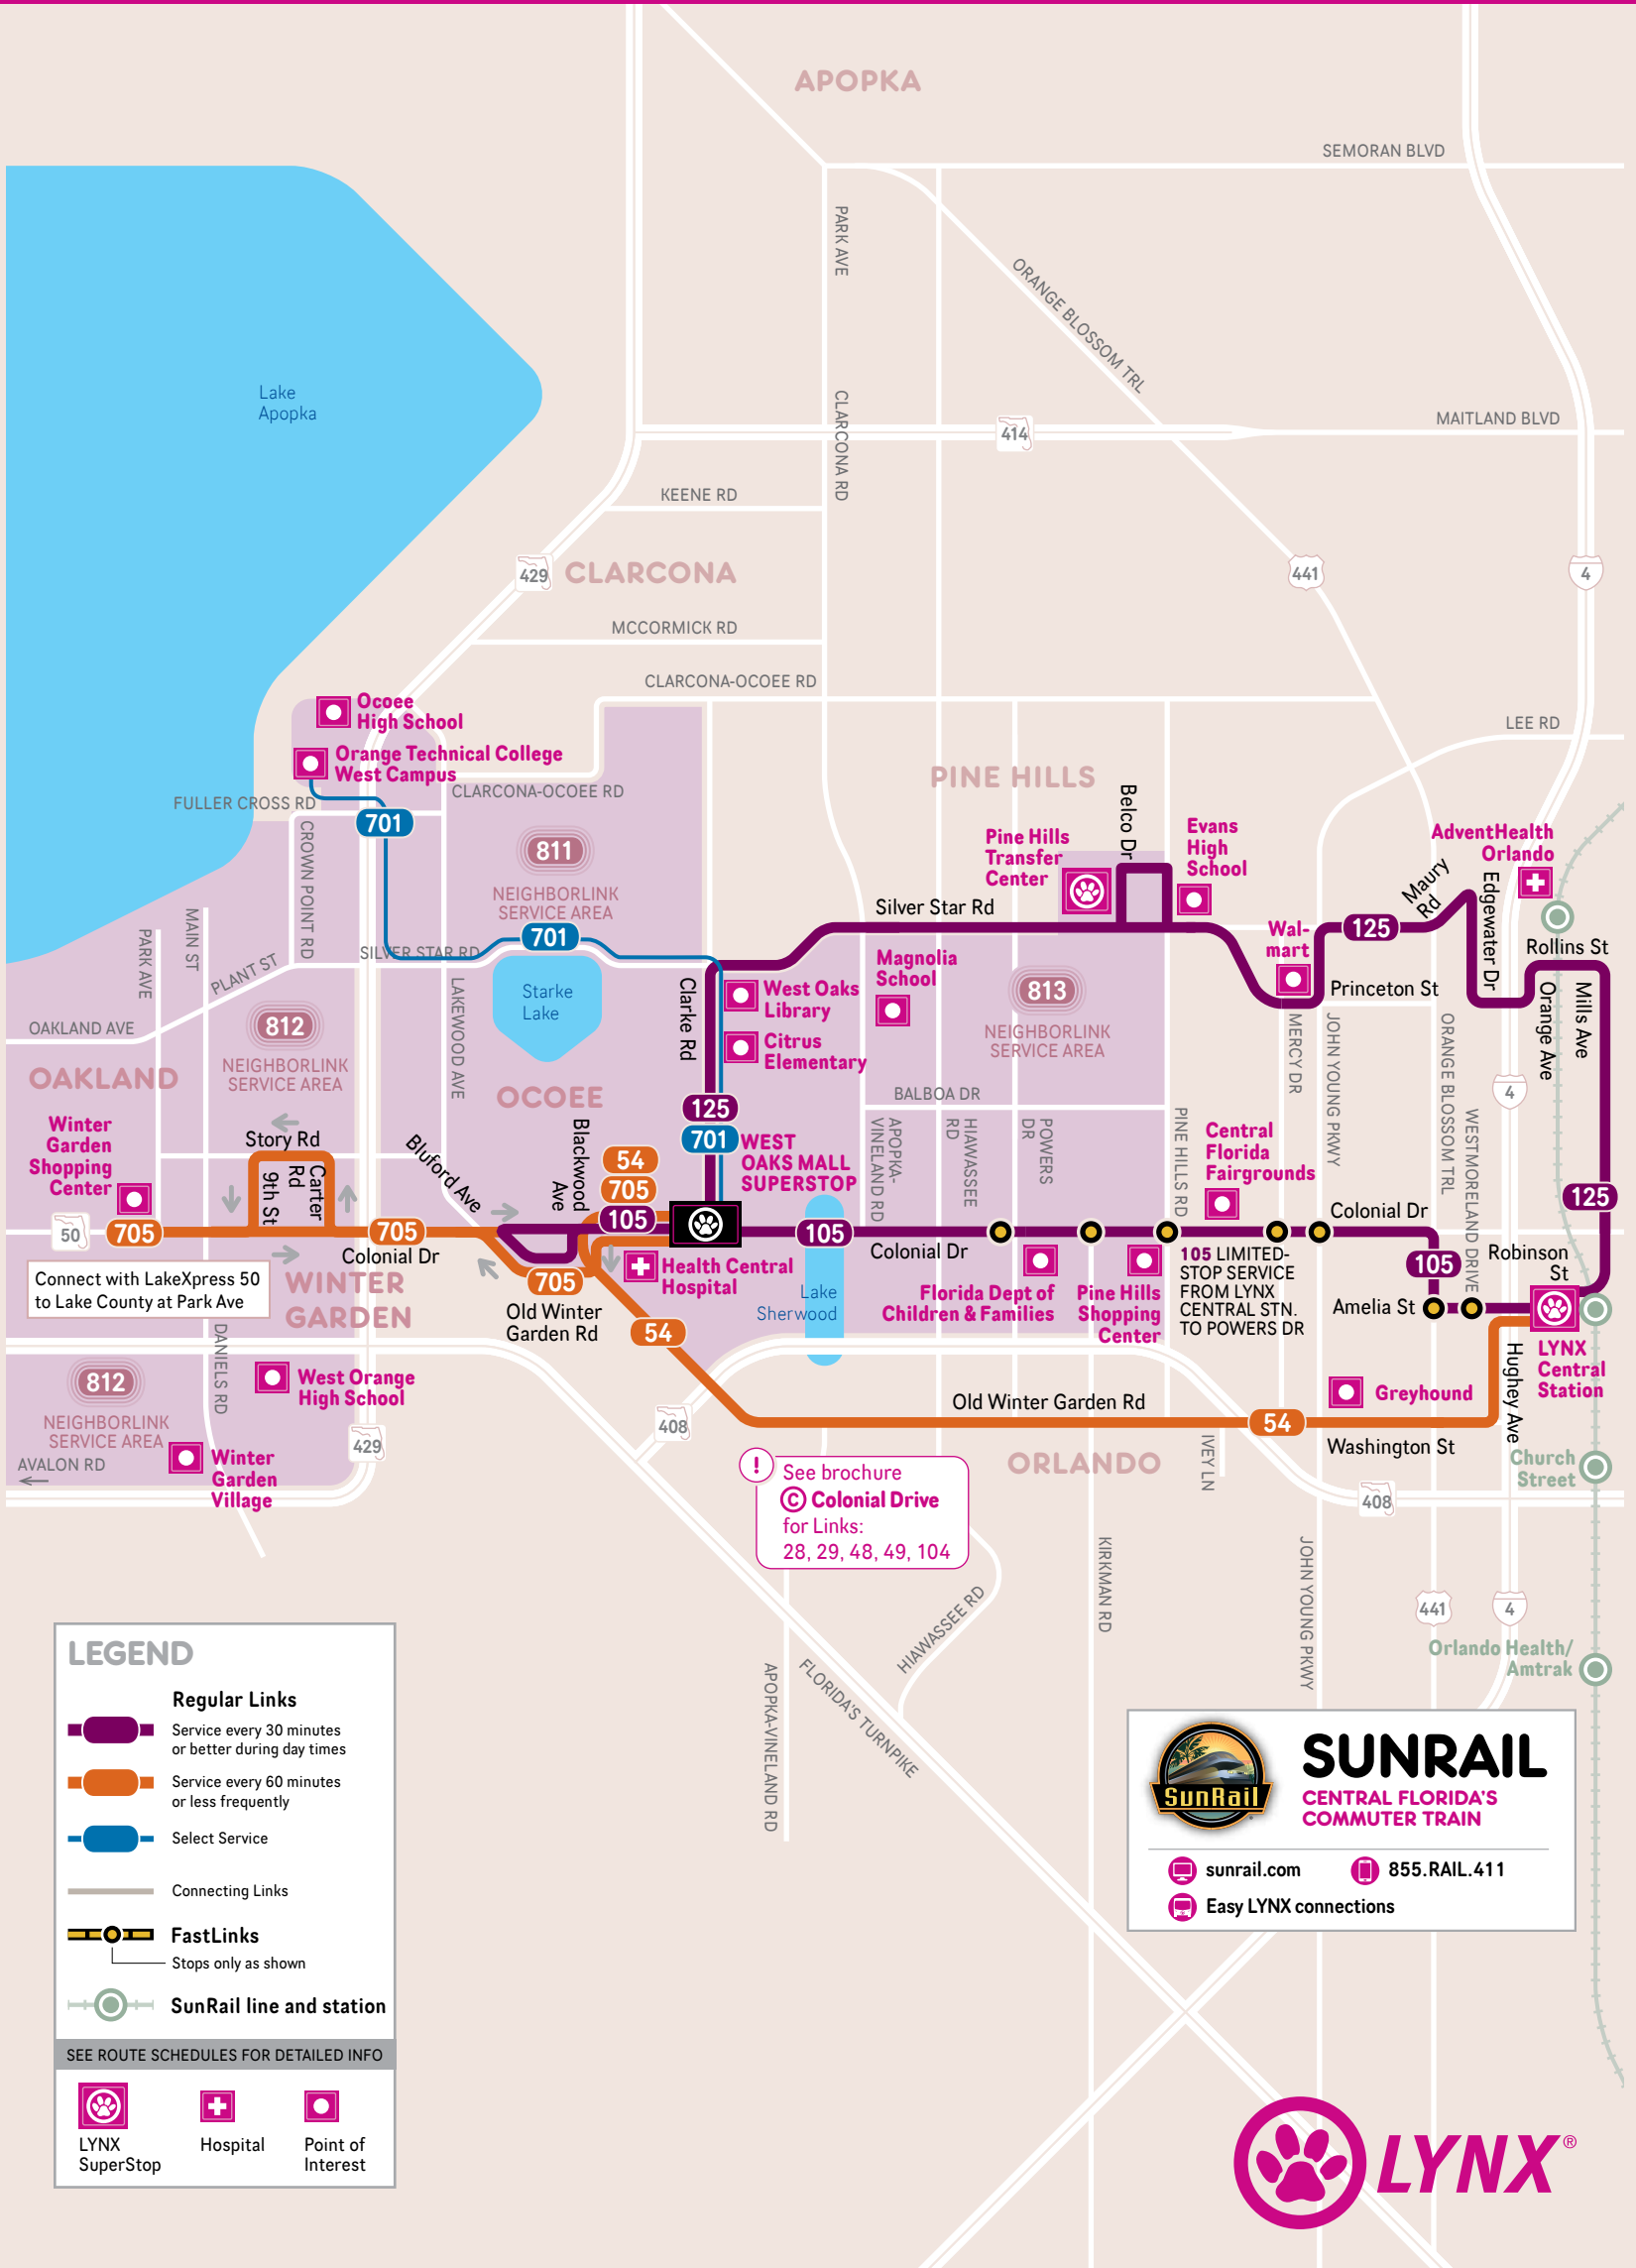 APOPKA
SEMORAN BLVD
PARK AVE
ORANGE BLOSSOM TRL
Lake
Apopka
CLARCONA RD
414
MAITLAND BLVD
KEENE RD
429
CLARCONA
441
4
MCCORMICK RD
CLARCONA-OCOEE RD
Ocoee
High School
LEE RD
Orange Technical College
West Campus
PINE HILLS
CLARCONA-OCOEE RD
FULLER CROSS RD
701
CROWN POINT RD
811
NEIGHBORLINK
SERVICE AREA
Belco Dr
Pine Hills
Transfer
Center
Evans
High
School
AdventHealth
Orlando
Maury
Rd
Edgewater Dr
Silver Star Rd
125
Wal-
mart
Rollins St
PARK AVE
MAIN ST
PLANT ST
SILVER STAR RD
701
Magnolia
School
Starke
Lake
LAKEWOOD AVE
Clarke Rd
West Oaks
Library
813
NEIGHBORLINK
SERVICE AREA
Princeton St
Orange Ave
Mills Ave
OAKLAND AVE
812
NEIGHBORLINK
SERVICE AREA
Citrus
Elementary
MERCY DR
JOHN YOUNG PKWY
ORANGE BLOSSOM TRL
OAKLAND
OCOEE
BALBOA DR
4
125
701
Winter
Garden
Shopping
Center
Story Rd
9th St
Carter
Rd
Bluford Ave
Blackwood
Ave
54
705
105
WEST
OAKS MALL
SUPERSTOP
APOPKA-
VINELAND RD
HIAWASSEE
RD
POWERS
DR
PINE HILLS RD
Central
Florida
Fairgrounds
WESTMORELAND DRIVE
125
50
705
705
Colonial Dr
105
Colonial Dr
Colonial Dr
Connect with LakeXpress 50
to Lake County at Park Ave
WINTER
GARDEN
705
Old Winter
Garden Rd
Health Central
Hospital
Lake
Sherwood
Florida Dept of
Children & Families
Pine Hills
Shopping
Center
105 LIMITED-
STOP SERVICE
FROM LYNX
CENTRAL STN.
TO POWERS DR
105
Robinson
St
Amelia St
54
DANIELS RD
LYNX
Central
Station
Hughey Ave
812
NEIGHBORLINK
SERVICE AREA
West Orange
High School
Greyhound
Old Winter Garden Rd
54
Washington St
408
429
AVALON RD
Winter
Garden
Village
ORLANDO
IVEY LN
Church
Street
408
!
See brochure
C Colonial Drive
for Links:
28, 29, 48, 49, 104
KIRKMAN RD
JOHN YOUNG PKWY
HIAWASSEE RD
441
4
Orlando Health/
Amtrak
APOPKA-VINELAND RD
FLORIDA'S TURNPIKE
LEGEND
Regular Links
Service every 30 minutes
or better during day times
Service every 60 minutes
or less frequently
Select Service
Connecting Links
FastLinks
Stops only as shown
SunRail line and station
SEE ROUTE SCHEDULES FOR DETAILED INFO
LYNX
SuperStop
Hospital
Point of
Interest
SunRail
SUNRAIL
CENTRAL FLORIDA'S
COMMUTER TRAIN
sunrail.com
855.RAIL.411
Easy LYNX connections
LYNX®